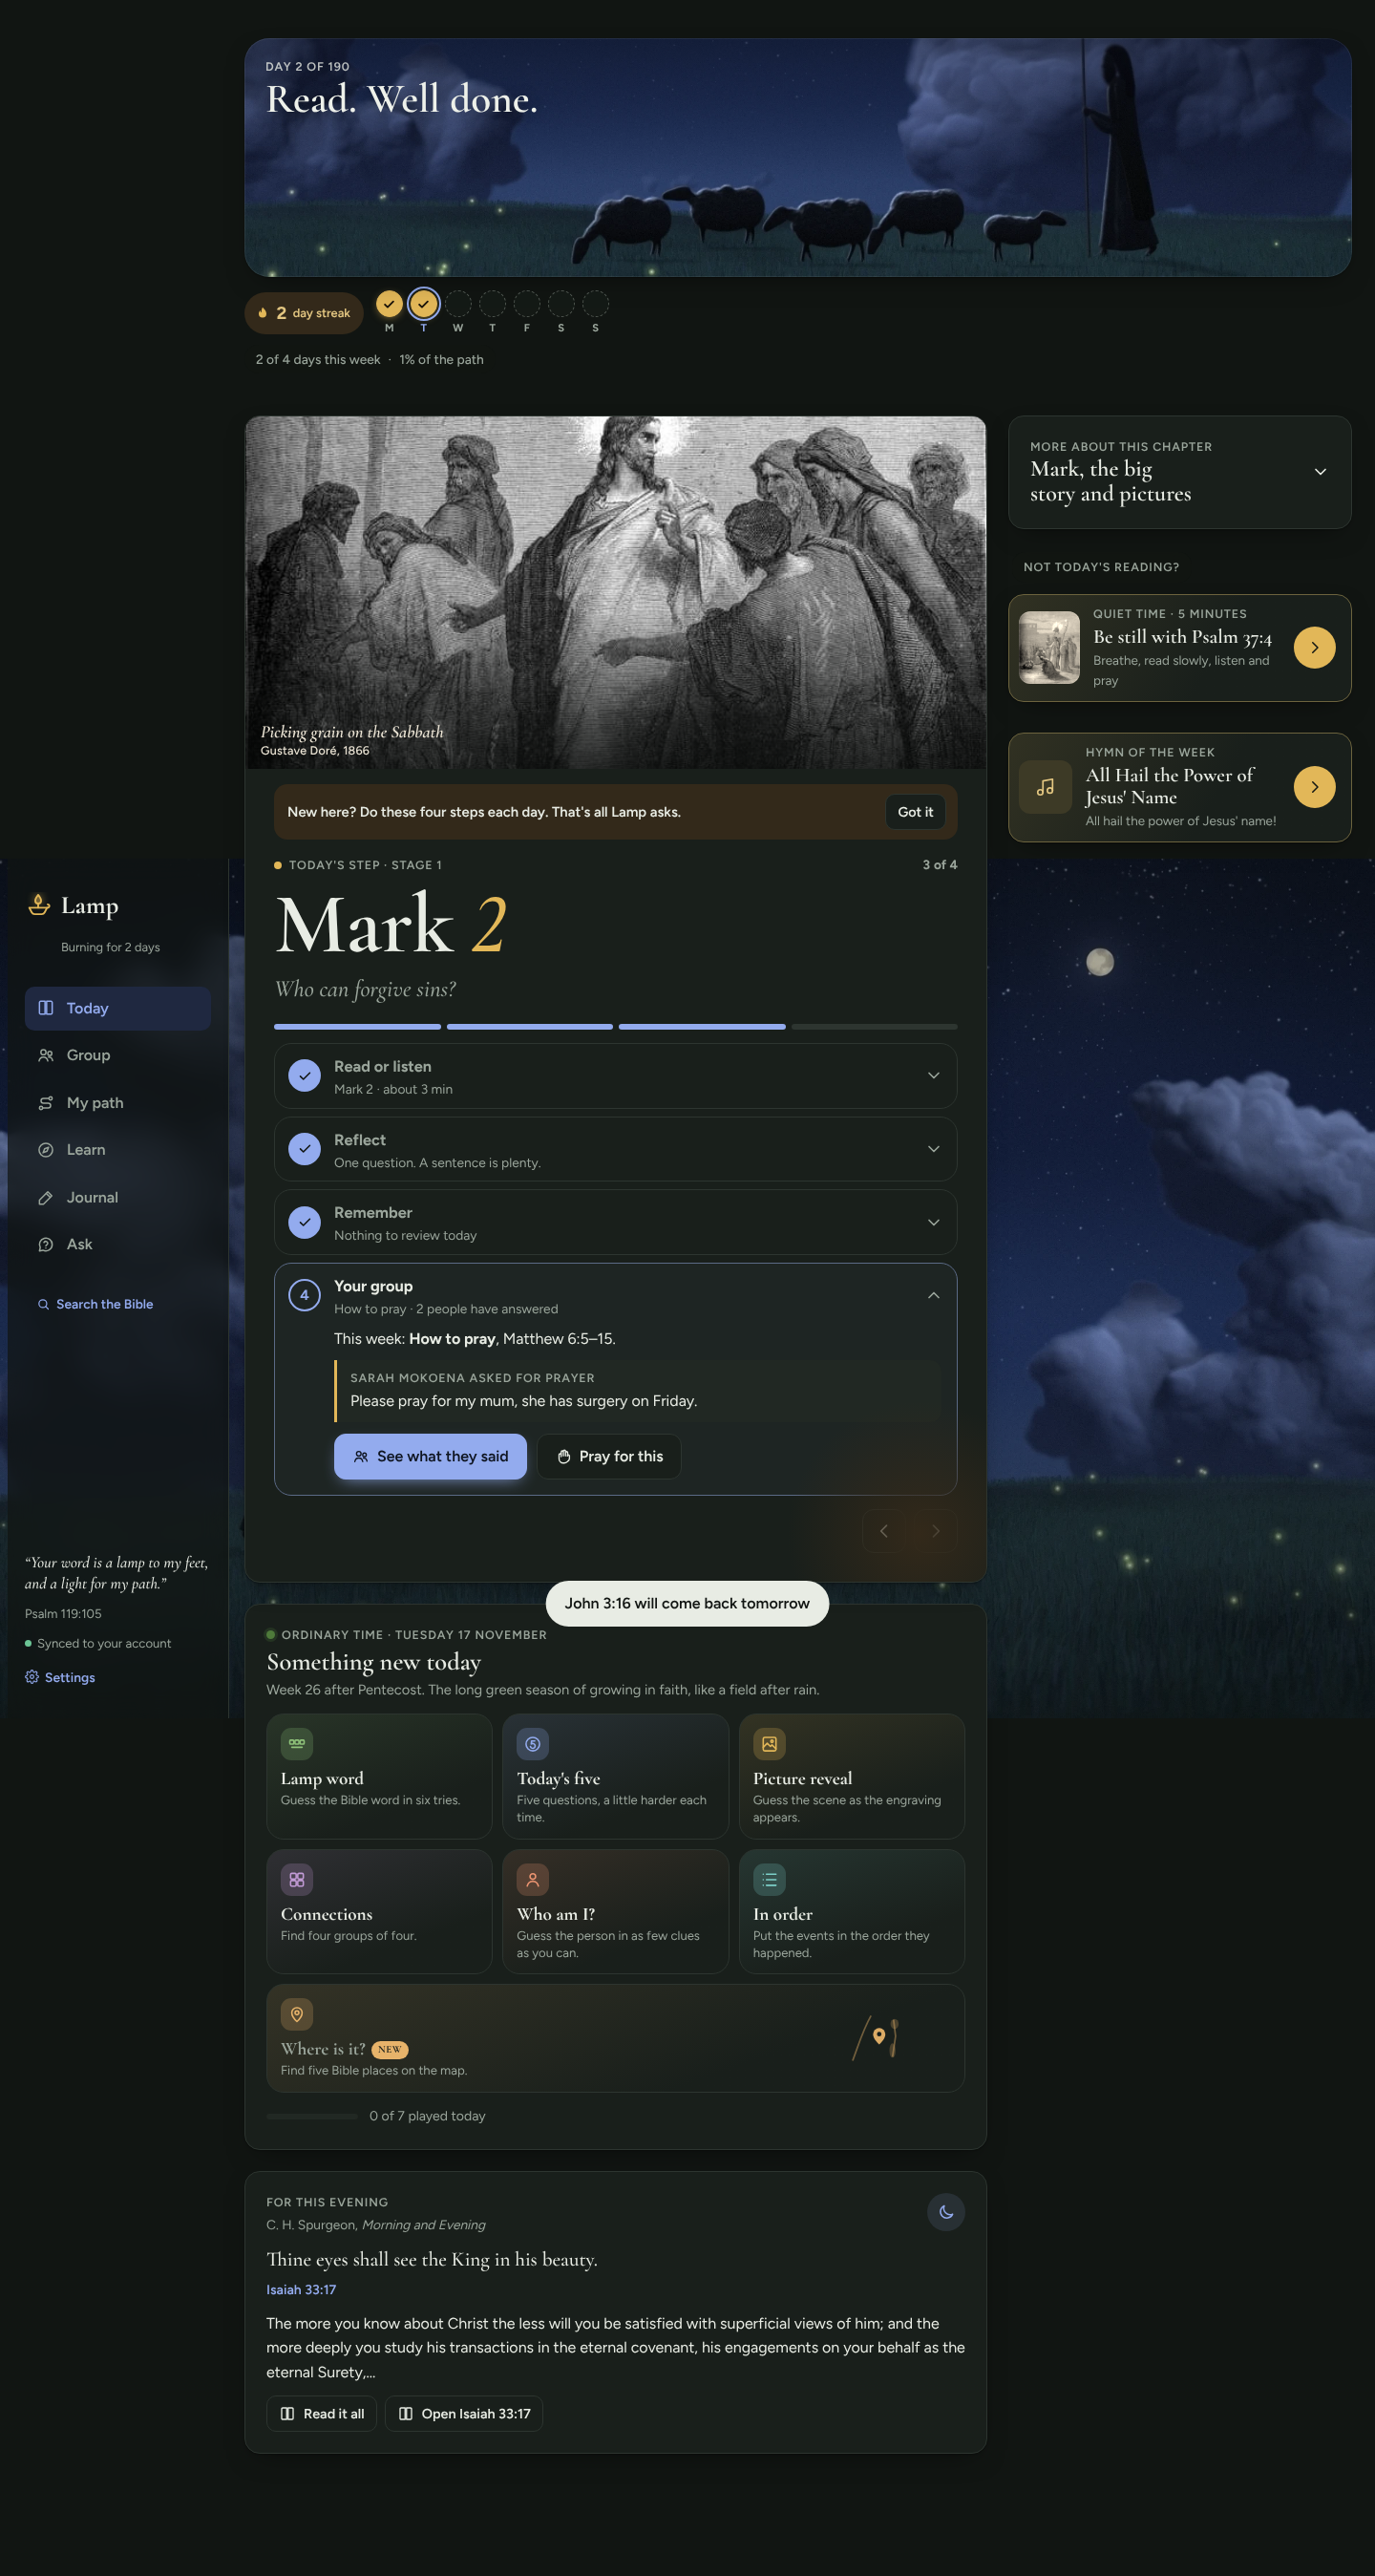 DAY 2 OF 190
Read. Well done.
2 day streak
M T W T F S S
2 of 4 days this week · 1% of the path
Picking grain on the Sabbath
Gustave Doré, 1866
New here? Do these four steps each day. That's all Lamp asks.
Got it
TODAY'S STEP · STAGE 1
3 of 4
Mark 2
Who can forgive sins?
Read or listen
Mark 2 · about 3 min
Reflect
One question. A sentence is plenty.
Remember
Nothing to review today
4
Your group
How to pray · 2 people have answered
This week: How to pray, Matthew 6:5–15.
SARAH MOKOENA ASKED FOR PRAYER
Please pray for my mum, she has surgery on Friday.
See what they said
Pray for this
MORE ABOUT THIS CHAPTER
Mark, the big
story and pictures
NOT TODAY'S READING?
QUIET TIME · 5 MINUTES
Be still with Psalm 37:4
Breathe, read slowly, listen and
pray
HYMN OF THE WEEK
All Hail the Power of
Jesus' Name
All hail the power of Jesus' name!
Lamp
Burning for 2 days
Today
Group
My path
Learn
Journal
Ask
Search the Bible
“Your word is a lamp to my feet,
and a light for my path.”
Psalm 119:105
Synced to your account
Settings
John 3:16 will come back tomorrow
ORDINARY TIME · TUESDAY 17 NOVEMBER
Something new today
Week 26 after Pentecost. The long green season of growing in faith, like a field after rain.
Lamp word
Guess the Bible word in six tries.
5
Today's five
Five questions, a little harder each
time.
Picture reveal
Guess the scene as the engraving
appears.
Connections
Find four groups of four.
Who am I?
Guess the person in as few clues
as you can.
In order
Put the events in the order they
happened.
Where is it? NEW
Find five Bible places on the map.
0 of 7 played today
FOR THIS EVENING
C. H. Spurgeon, Morning and Evening
Thine eyes shall see the King in his beauty.
Isaiah 33:17
The more you know about Christ the less will you be satisfied with superficial views of him; and the
more deeply you study his transactions in the eternal covenant, his engagements on your behalf as the
eternal Surety,…
Read it all
Open Isaiah 33:17